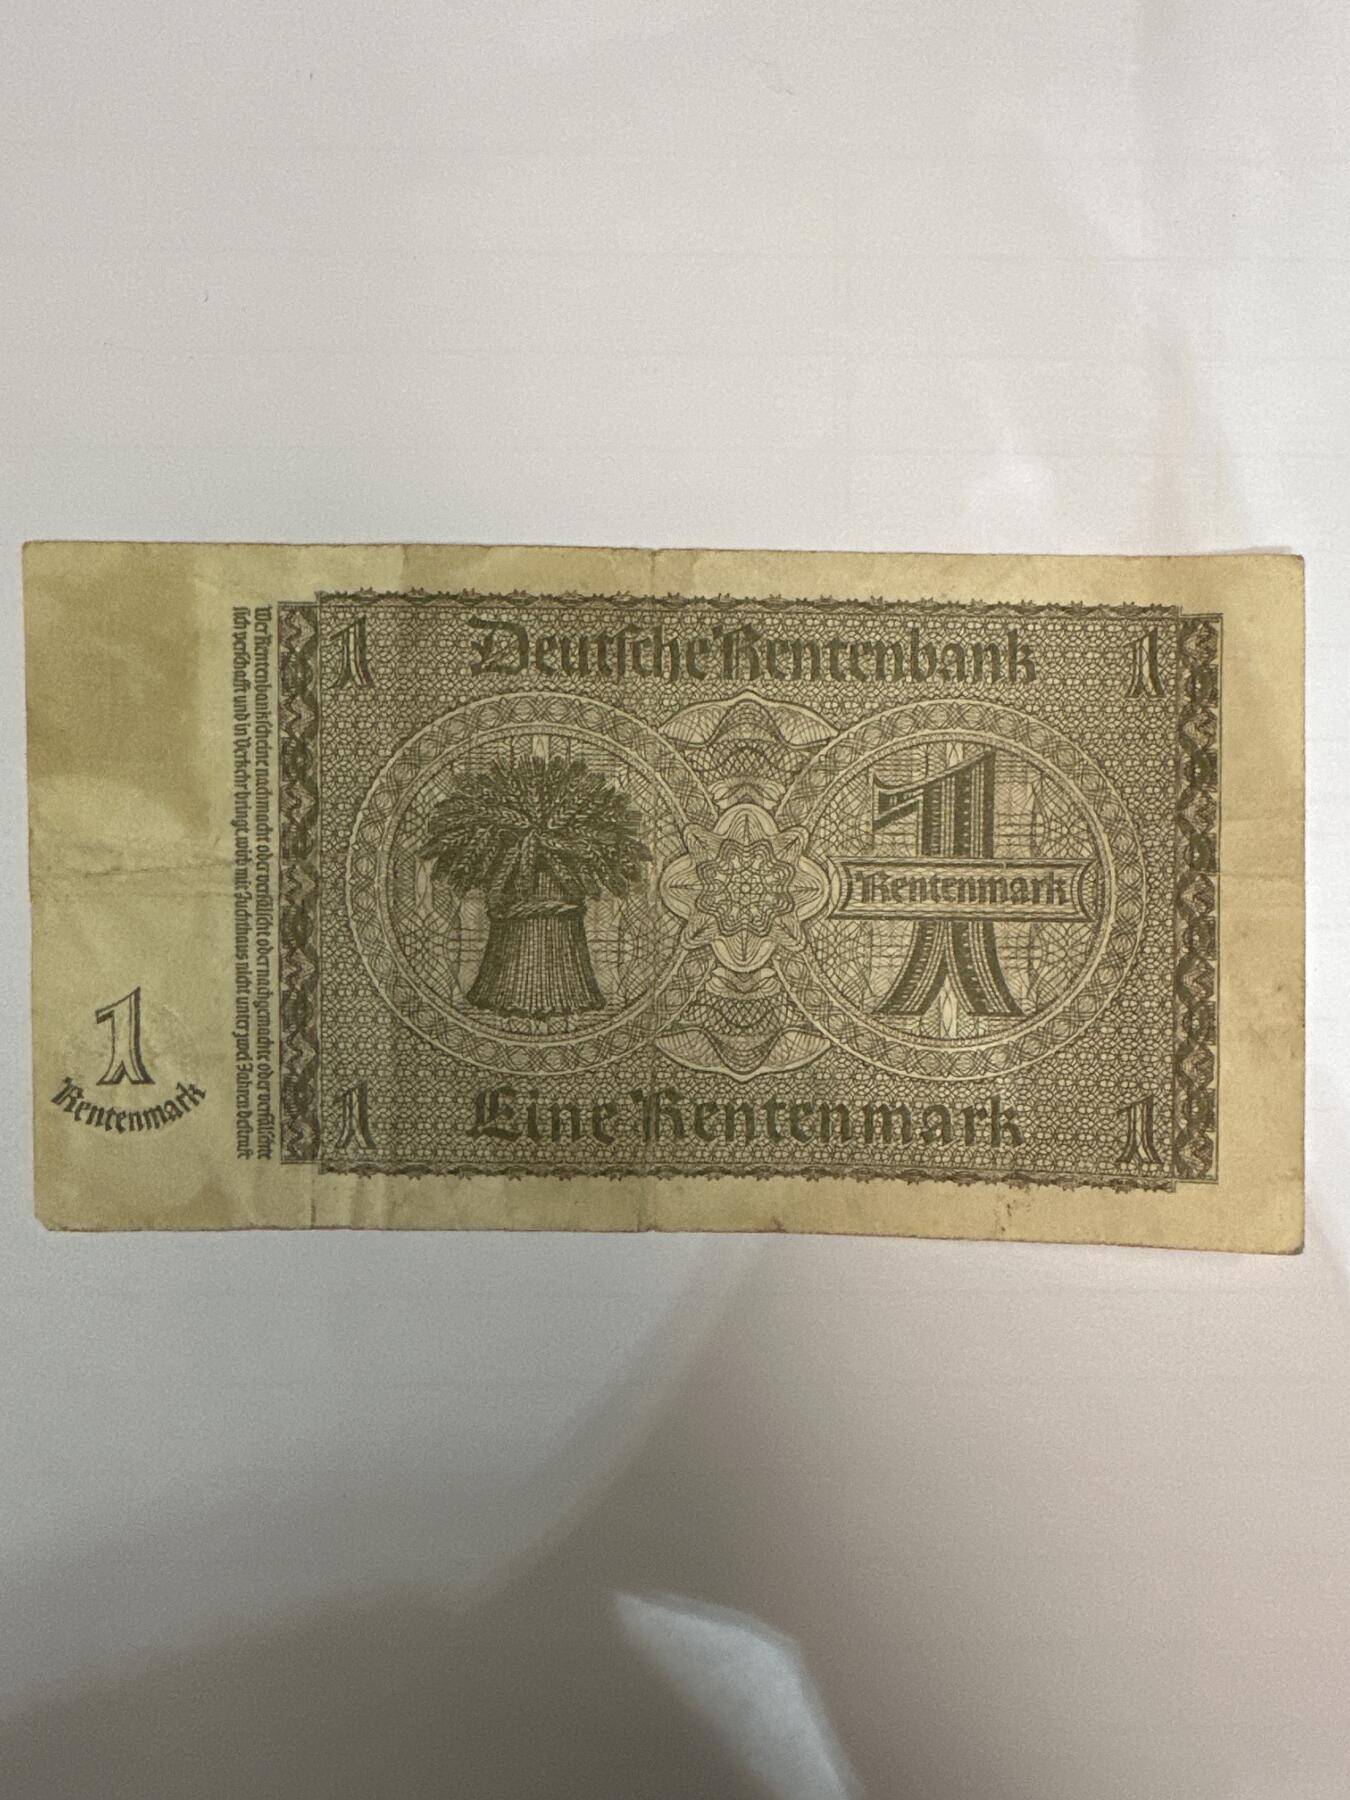 Wer Rentenbankscheine nachmacht oder verfälscht oder nachgemachte oder verfälschte
sich verschafft und in Verkehr bringt, wird mit Zuchthaus nicht unter zwei Jahren bestraft
1
1
Deutsche Rentenbank
1
Rentenmark
1
Rentenmark
1
Eine Rentenmark
1